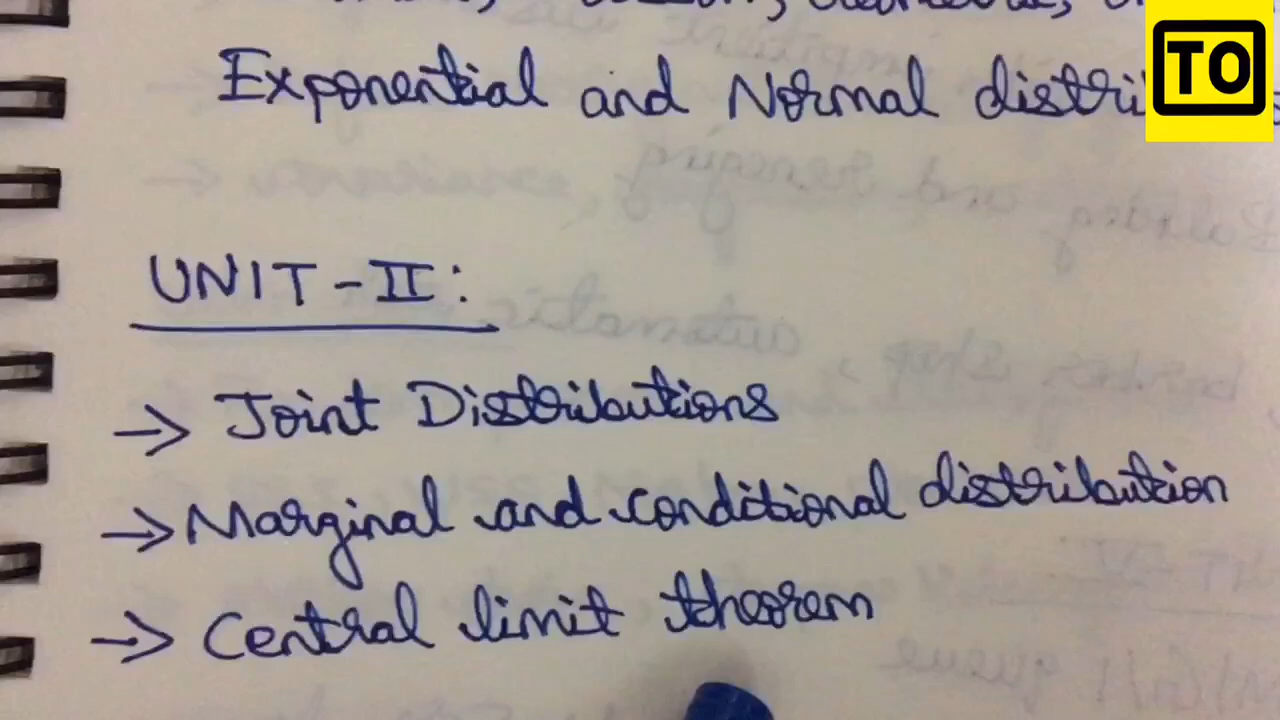 Exponential and Normal distri
TO
UNIT-II:
→ Joint Distributions
→ Marginal and conditional distribution
→ Central limit theorem